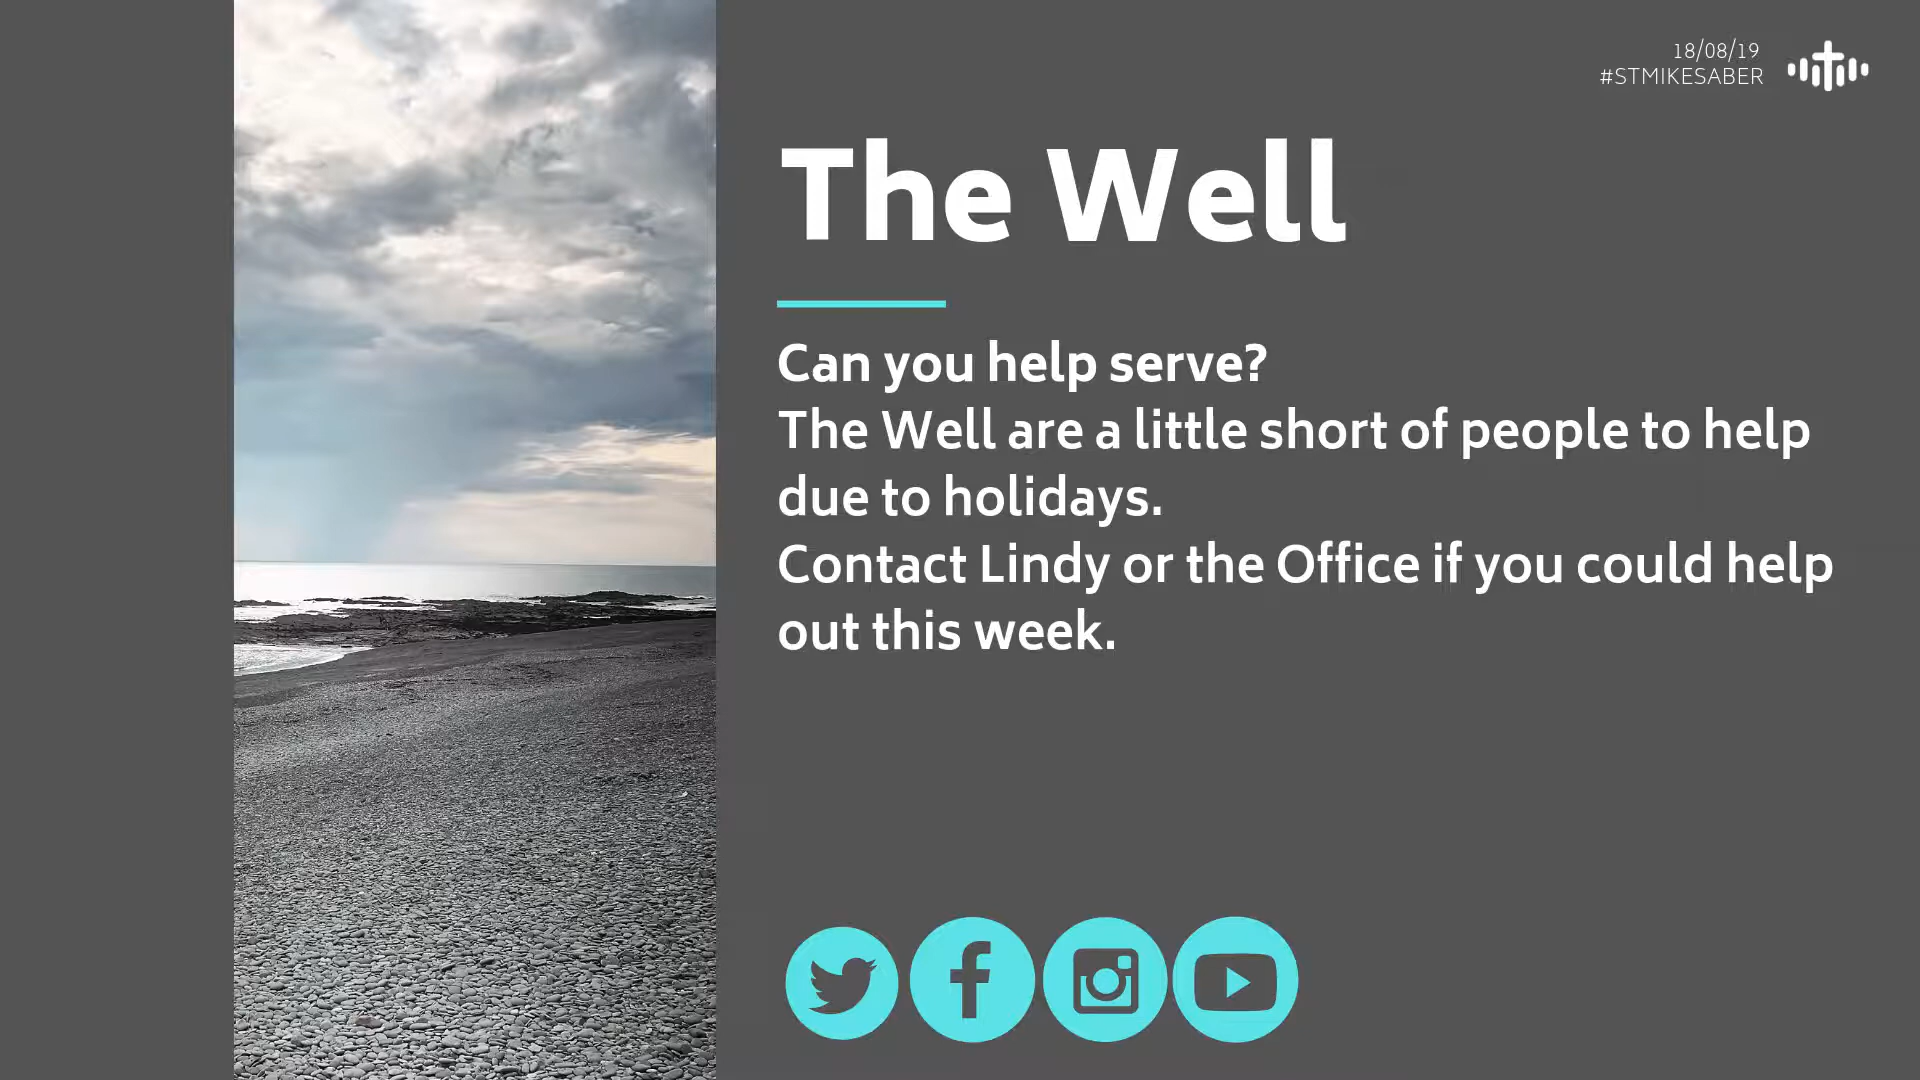 18/08/19
#STMIKESABER
The Well
Can you help serve?
The Well are a little short of people to help
due to holidays.
Contact Lindy or the Office if you could help
out this week.